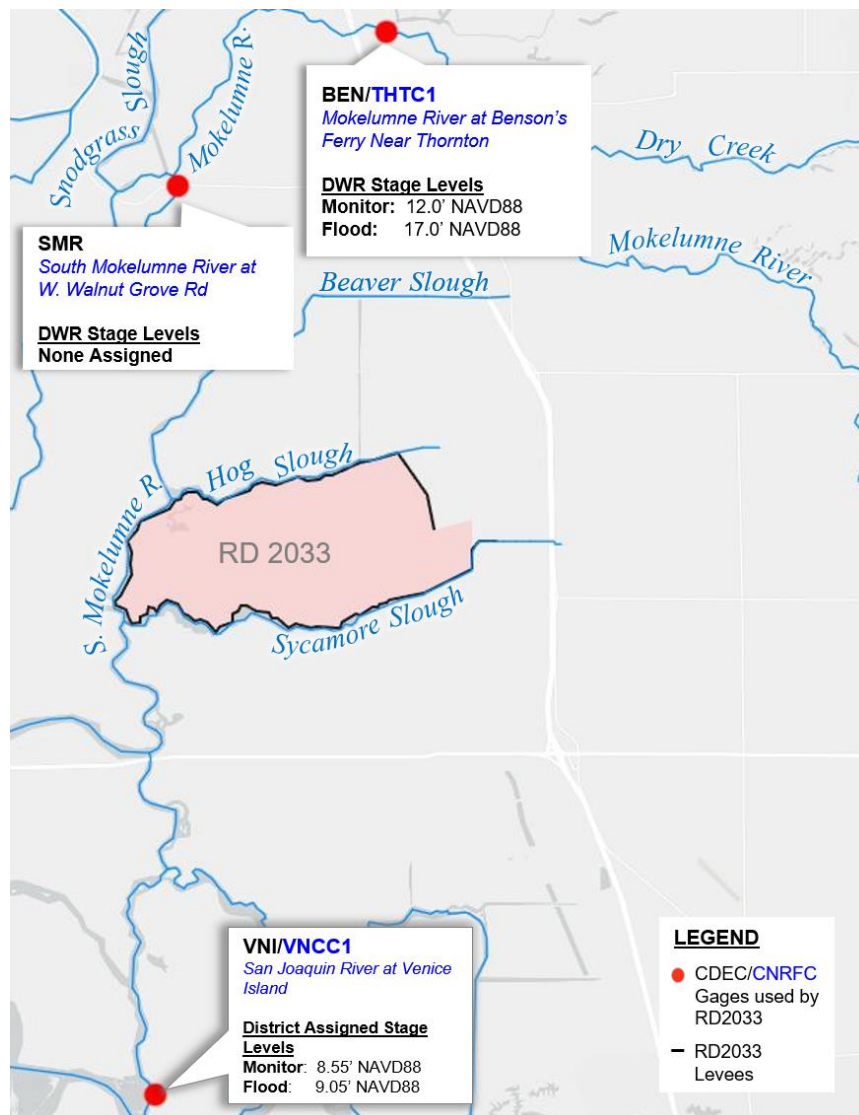 Snodgrass Slough
Mokelumne R.
BEN/THTC1
Mokelumne River at Benson's
Ferry Near Thornton
DWR Stage Levels
Monitor: 12.0' NAVD88
Flood: 17.0' NAVD88
Dry Creek
Mokelumne River
SMR
South Mokelumne River at
W. Walnut Grove Rd
DWR Stage Levels
None Assigned
Beaver Slough
Hog Slough
S. Mokelumne R.
RD 2033
Sycamore Slough
VNI/VNCC1
San Joaquin River at Venice
Island
District Assigned Stage
Levels
Monitor: 8.55' NAVD88
Flood: 9.05' NAVD88
LEGEND
CDEC/CNRFC
Gages used by
RD2033
RD2033
Levees